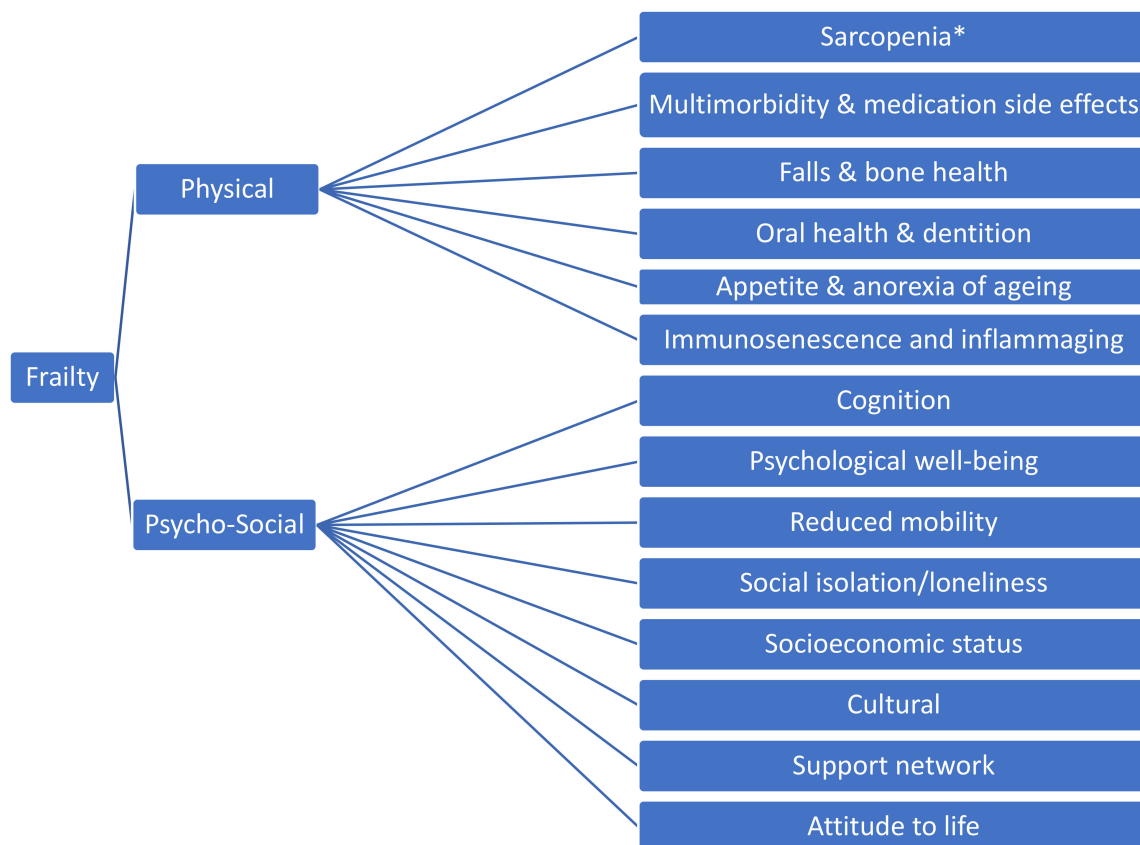 Frailty
Physical
Sarcopenia*
Multimorbidity & medication side effects
Falls & bone health
Oral health & dentition
Appetite & anorexia of ageing
Immunosenescence and inflammaging
Psycho-Social
Cognition
Psychological well-being
Reduced mobility
Social isolation/loneliness
Socioeconomic status
Cultural
Support network
Attitude to life